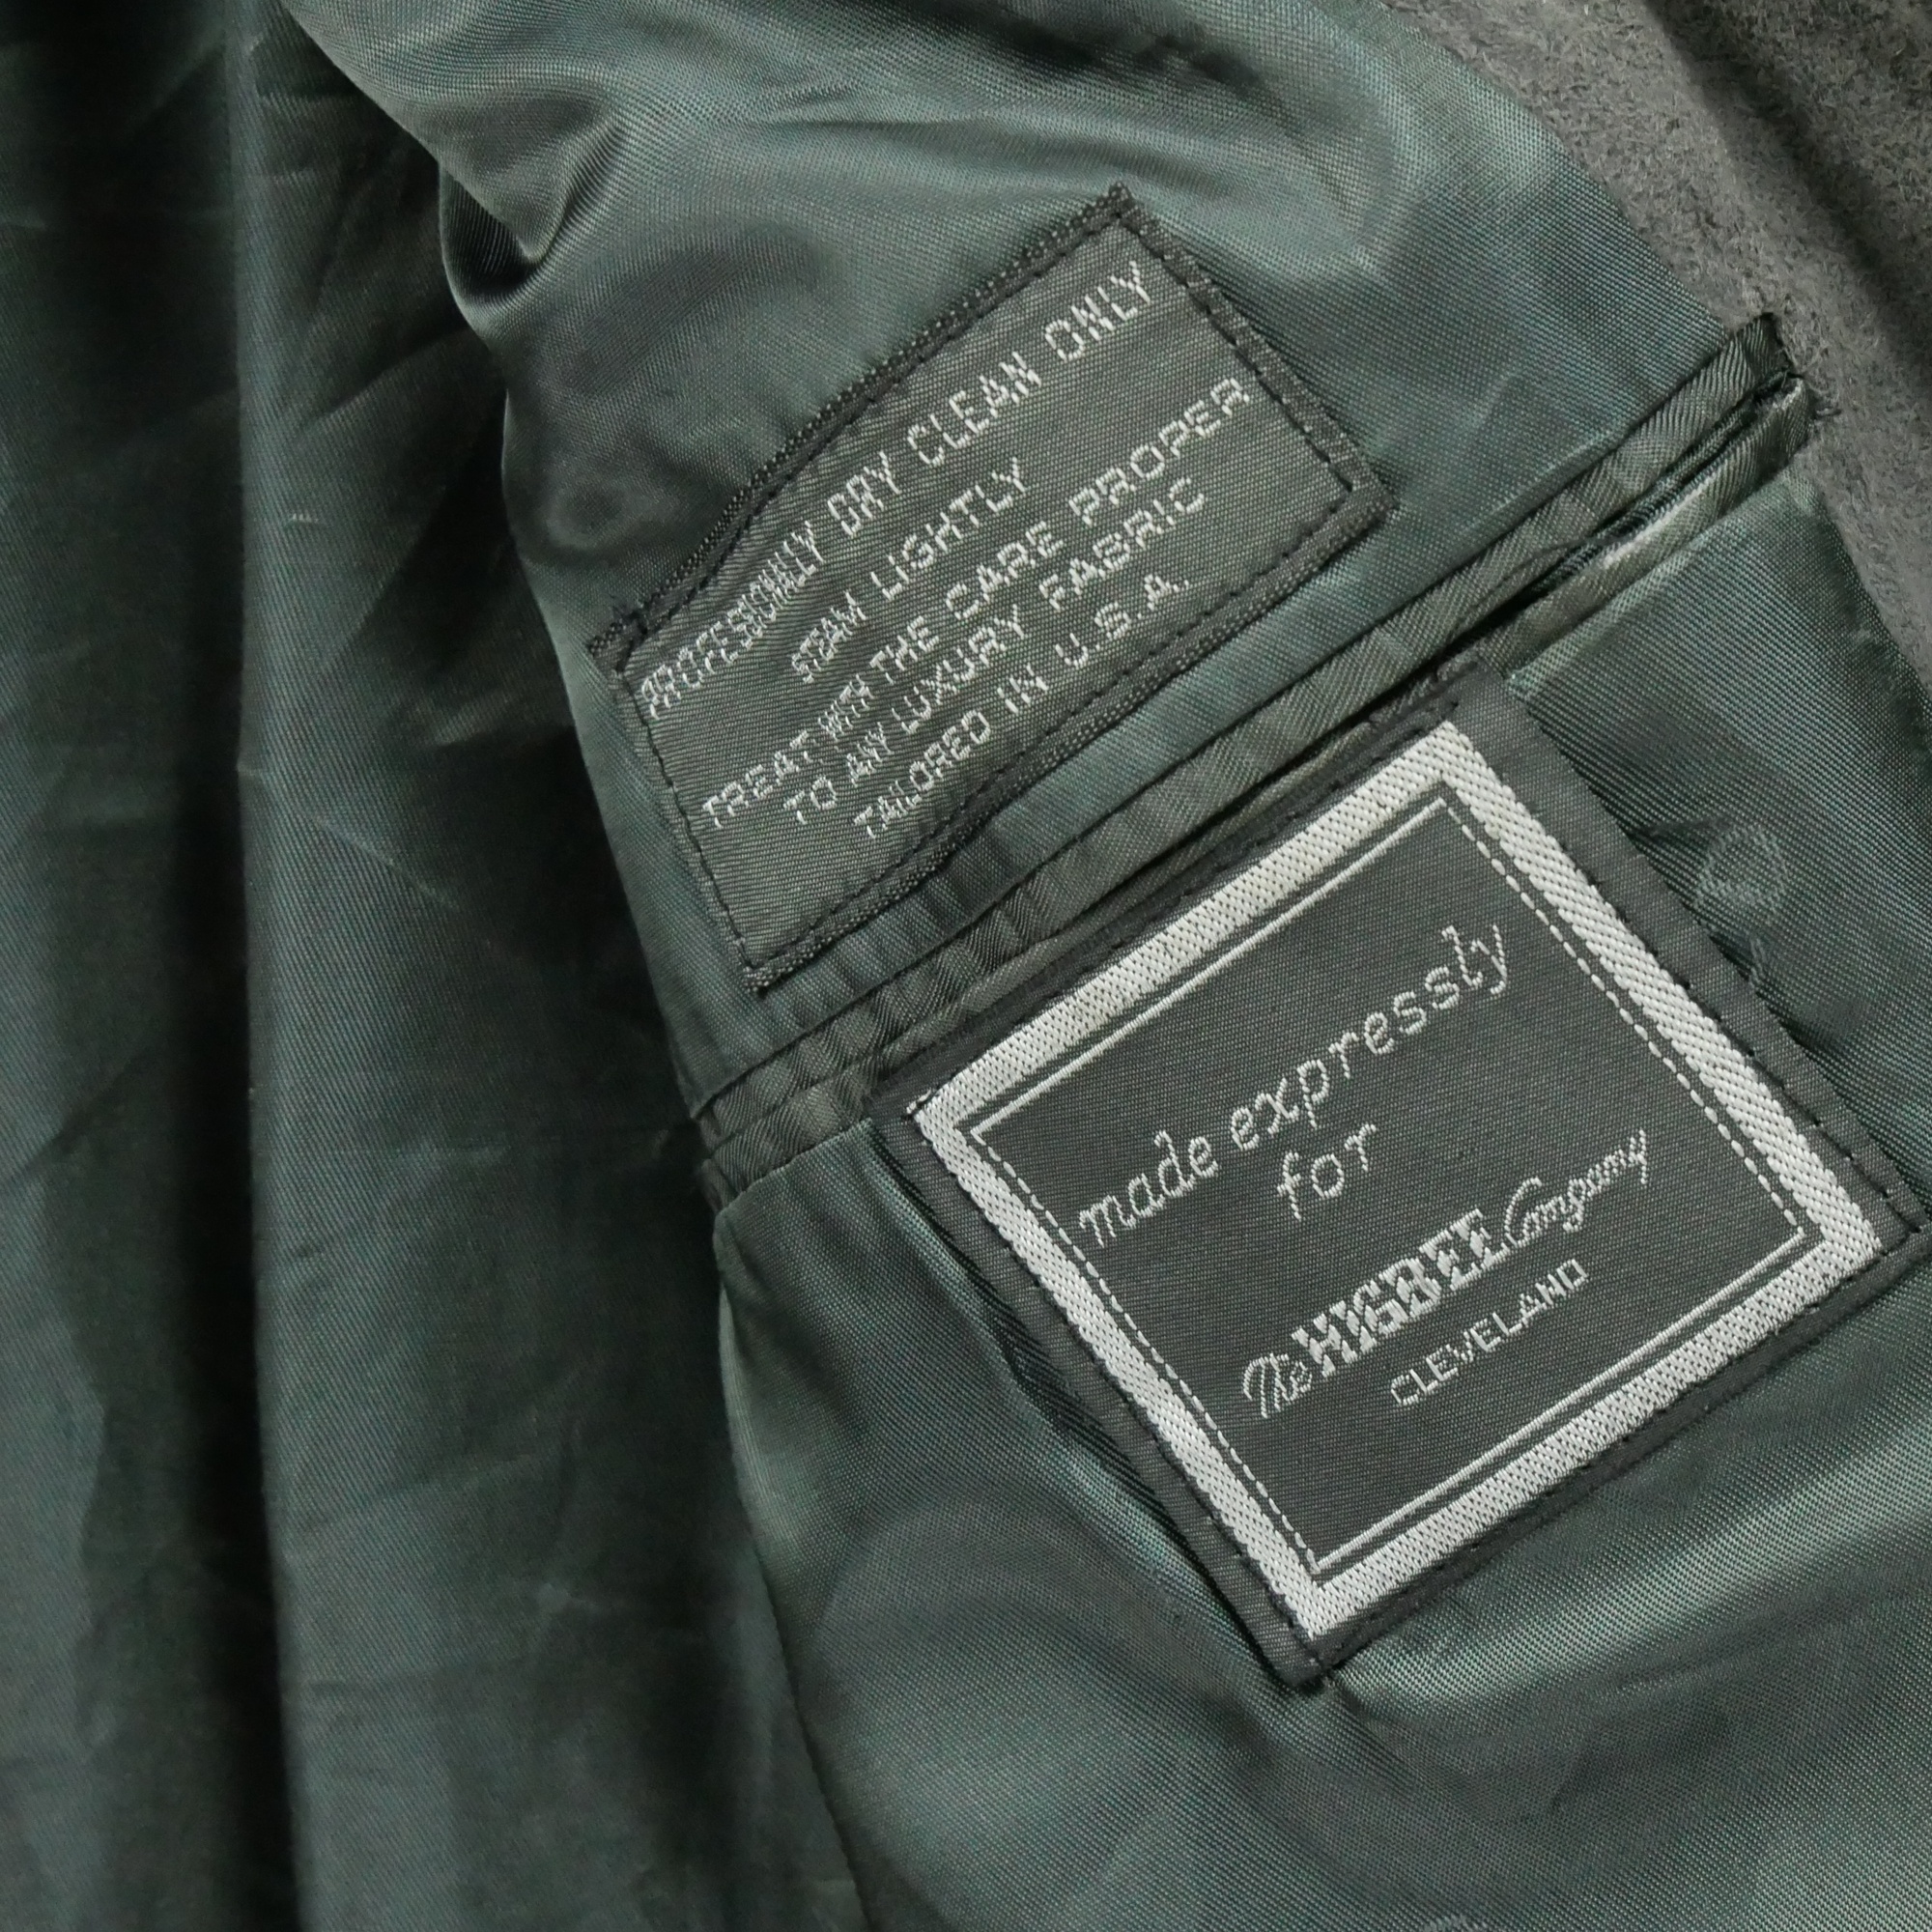 PROFESSIONALLY DRY CLEAN ONLY
STEAM LIGHTLY
TREAT WITH THE CARE PROPER
TO ANY LUXURY FABRIC
TAILORED IN U.S.A.
made expressly
for
The HIGBEE Company
CLEVELAND